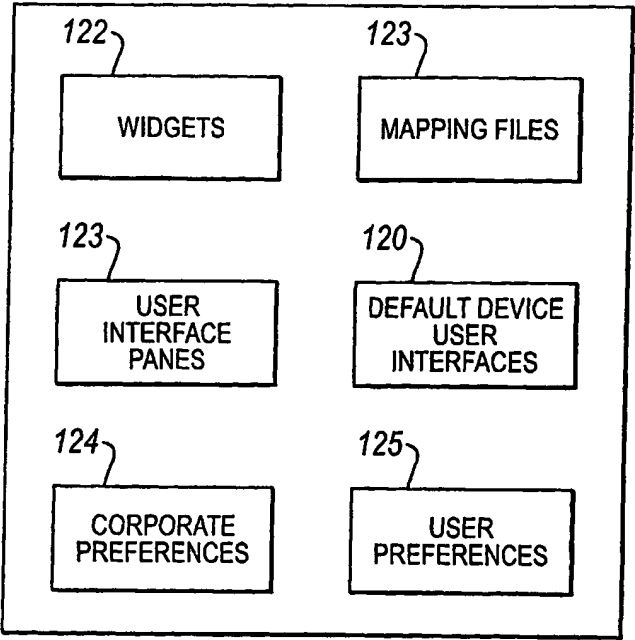 122
WIDGETS
123
MAPPING FILES
123
USER
INTERFACE
PANES
120
DEFAULT DEVICE
USER
INTERFACES
124
CORPORATE
PREFERENCES
125
USER
PREFERENCES